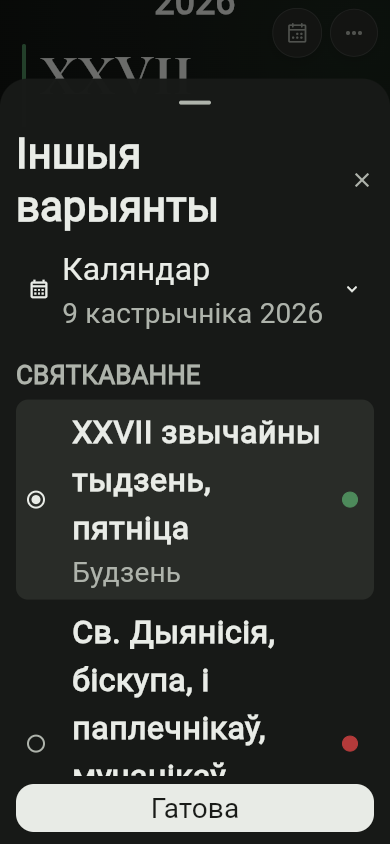 2026
XXVII
Іншыя
варыянты
Каляндар
9 кастрычніка 2026
СВЯТКАВАННЕ
XXVII звычайны
тыдзень,
пятніца
Будзень
Св. Дыянісія,
біскупа, і
паплечнікаў,
мучанікаў
Гатова